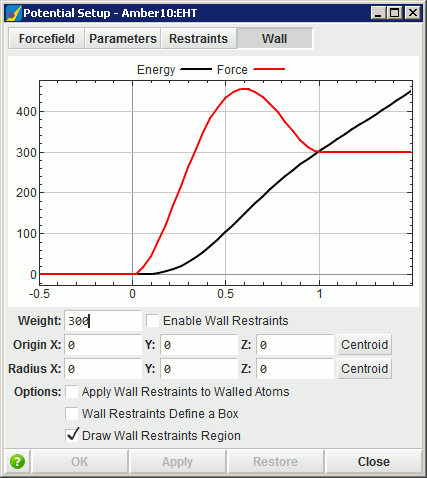 Potential Setup - Amber10:EHT
Forcefield Parameters Restraints Wall
Energy Force
400
300
200
100
0
-0.5 0 0.5 1
Weight: 300 Enable Wall Restraints
Origin X: 0 Y: 0 Z: 0 Centroid
Radius X: 0 Y: 0 Z: 0 Centroid
Options: Apply Wall Restraints to Walled Atoms
Wall Restraints Define a Box
Draw Wall Restraints Region
? OK Apply Restore Close